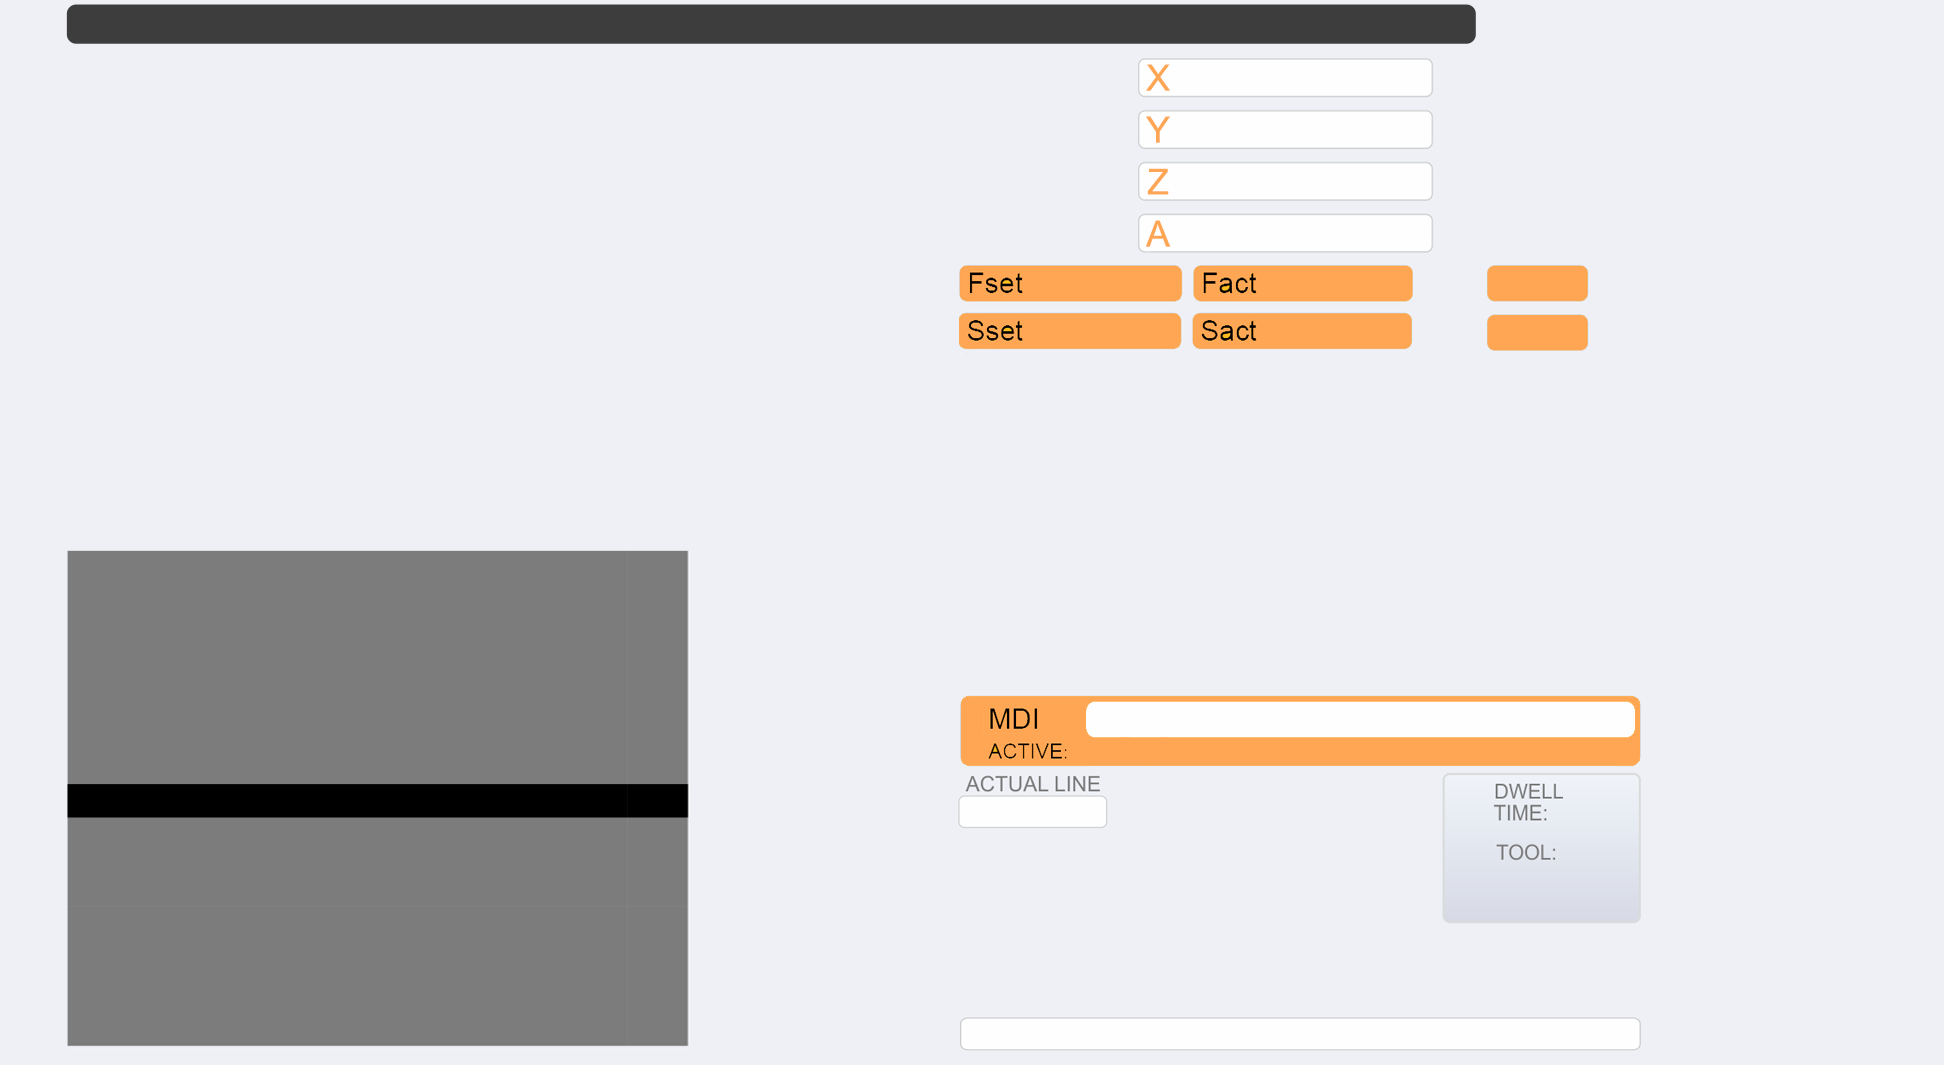 X
Y
Z
A
Fset Fact
Sset Sact
MDI
ACTIVE:
ACTUAL LINE
DWELL
TIME:
TOOL: